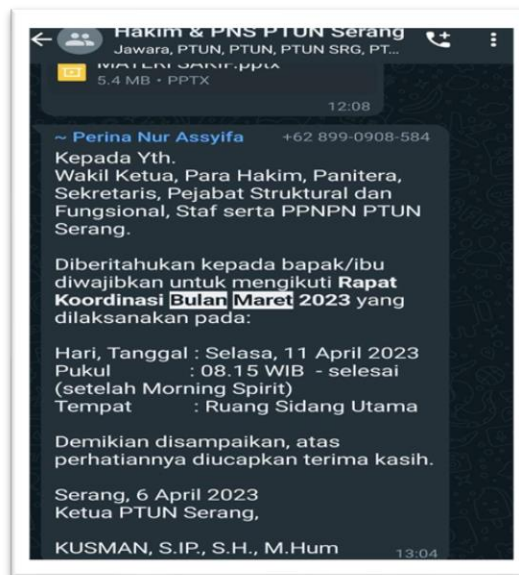 Hakim & PNS PTUN Serang
Jawara, PTUN, PTUN, PTUN SRG, PT...
MATERI SAKIP.pptx
5.4 MB • PPTX
12:08
~ Perina Nur Assyifa +62 899-0908-584
Kepada Yth.
Wakil Ketua, Para Hakim, Panitera,
Sekretaris, Pejabat Struktural dan
Fungsional, Staf serta PPNPN PTUN
Serang.
Diberitahukan kepada bapak/ibu
diwajibkan untuk mengikuti Rapat
Koordinasi Bulan Maret 2023 yang
dilaksanakan pada:
Hari, Tanggal : Selasa, 11 April 2023
Pukul : 08.15 WIB - selesai
(setelah Morning Spirit)
Tempat : Ruang Sidang Utama
Demikian disampaikan, atas
perhatiannya diucapkan terima kasih.
Serang, 6 April 2023
Ketua PTUN Serang,
KUSMAN, S.IP., S.H., M.Hum
13:04